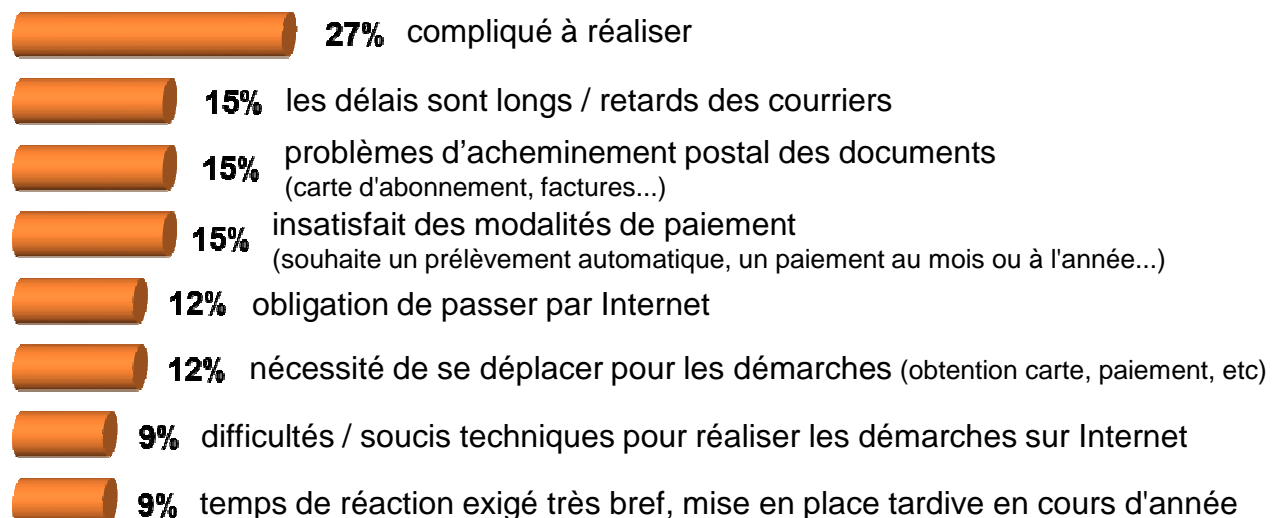 27% compliqué à réaliser
15% les délais sont longs / retards des courriers
15% problèmes d'acheminement postal des documents
(carte d'abonnement, factures...)
15% insatisfait des modalités de paiement
(souhaite un prélèvement automatique, un paiement au mois ou à l'année...)
12% obligation de passer par Internet
12% nécessité de se déplacer pour les démarches (obtention carte, paiement, etc)
9% difficultés / soucis techniques pour réaliser les démarches sur Internet
9% temps de réaction exigé très bref, mise en place tardive en cours d'année